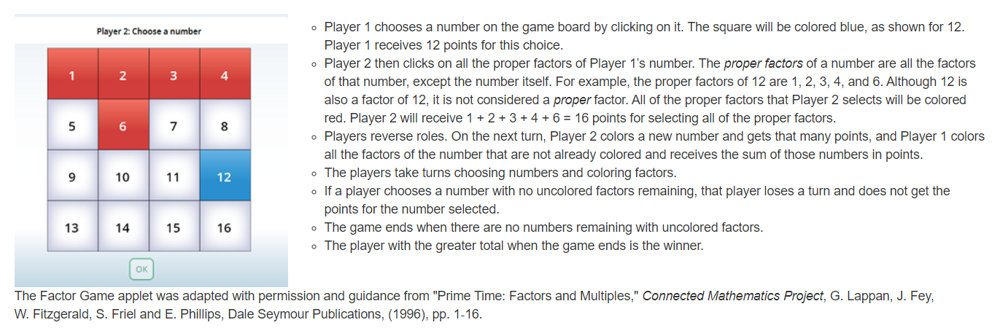 Player 2: Choose a number
1 2 3 4
5 6 7 8
9 10 11 12
13 14 15 16
OK
Player 1 chooses a number on the game board by clicking on it. The square will be colored blue, as shown for 12.
Player 1 receives 12 points for this choice.
Player 2 then clicks on all the proper factors of Player 1’s number. The proper factors of a number are all the factors
of that number, except the number itself. For example, the proper factors of 12 are 1, 2, 3, 4, and 6. Although 12 is
also a factor of 12, it is not considered a proper factor. All of the proper factors that Player 2 selects will be colored
red. Player 2 will receive 1 + 2 + 3 + 4 + 6 = 16 points for selecting all of the proper factors.
Players reverse roles. On the next turn, Player 2 colors a new number and gets that many points, and Player 1 colors
all the factors of the number that are not already colored and receives the sum of those numbers in points.
The players take turns choosing numbers and coloring factors.
If a player chooses a number with no uncolored factors remaining, that player loses a turn and does not get the
points for the number selected.
The game ends when there are no numbers remaining with uncolored factors.
The player with the greater total when the game ends is the winner.
The Factor Game applet was adapted with permission and guidance from "Prime Time: Factors and Multiples," Connected Mathematics Project, G. Lappan, J. Fey,
W. Fitzgerald, S. Friel and E. Phillips, Dale Seymour Publications, (1996), pp. 1-16.